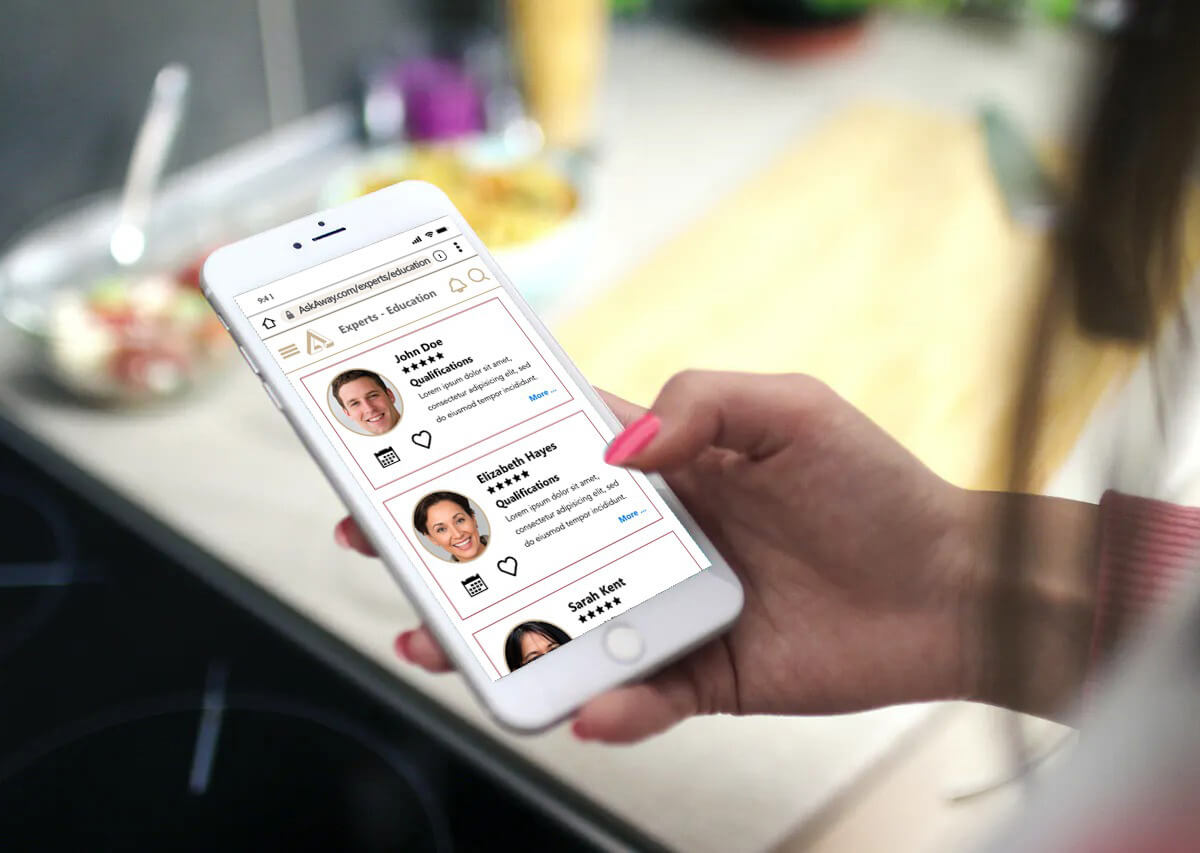 9:41
AskAway.com/experts/education
Experts - Education
John Doe
Qualifications
Lorem ipsum dolor sit amet,
consectetur adipisicing elit, sed
do eiusmod tempor incididunt
More ...
Elizabeth Hayes
Qualifications
Lorem ipsum dolor sit amet,
consectetur adipisicing elit, sed
do eiusmod tempor incididunt
More ...
Sarah Kent